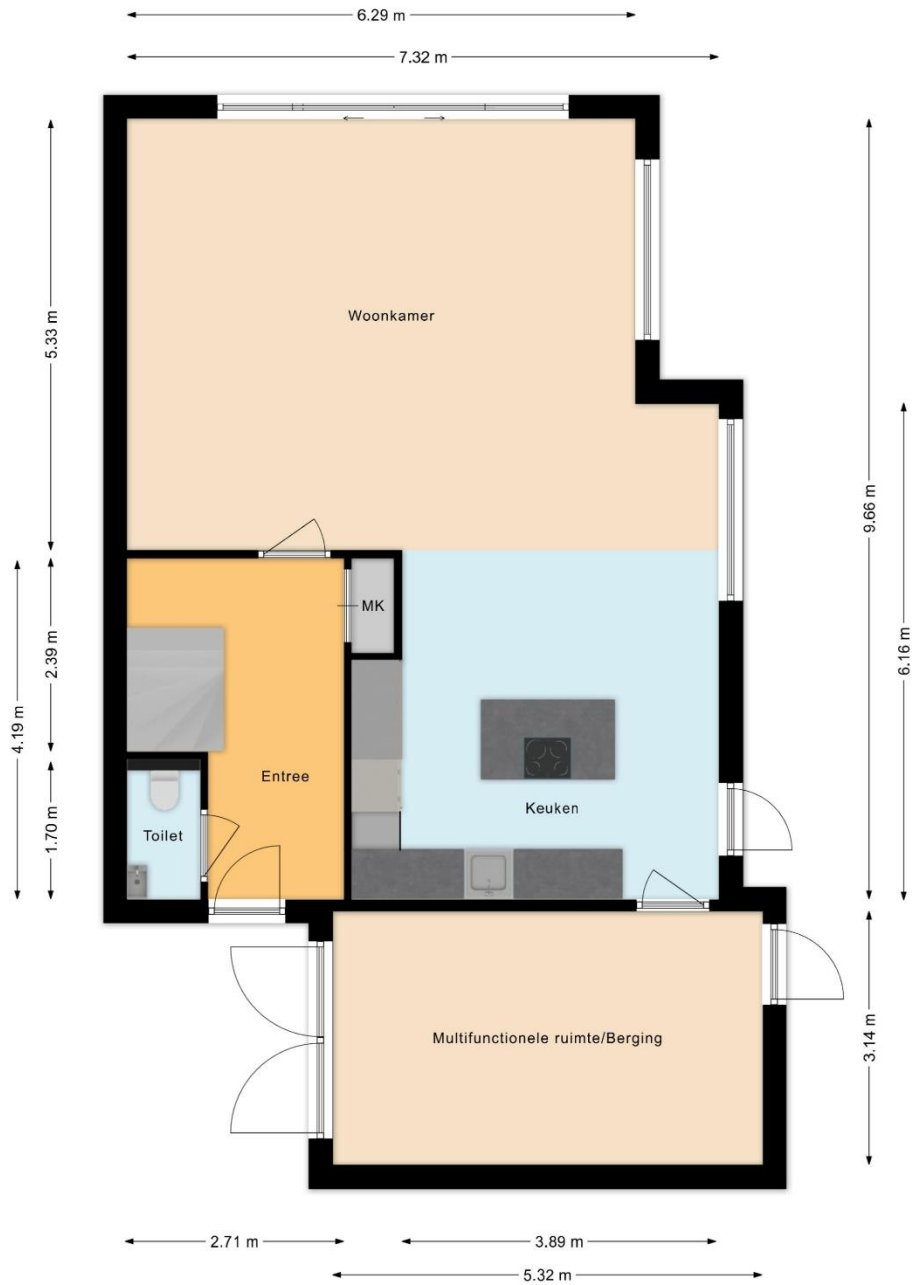 6.29 m
7.32 m
Woonkamer
5.33 m
9.66 m
6.16 m
MK
2.39 m
4.19 m
Entree
Keuken
1.70 m
Toilet
Multifunctionele ruimte/Berging
3.14 m
2.71 m
3.89 m
5.32 m